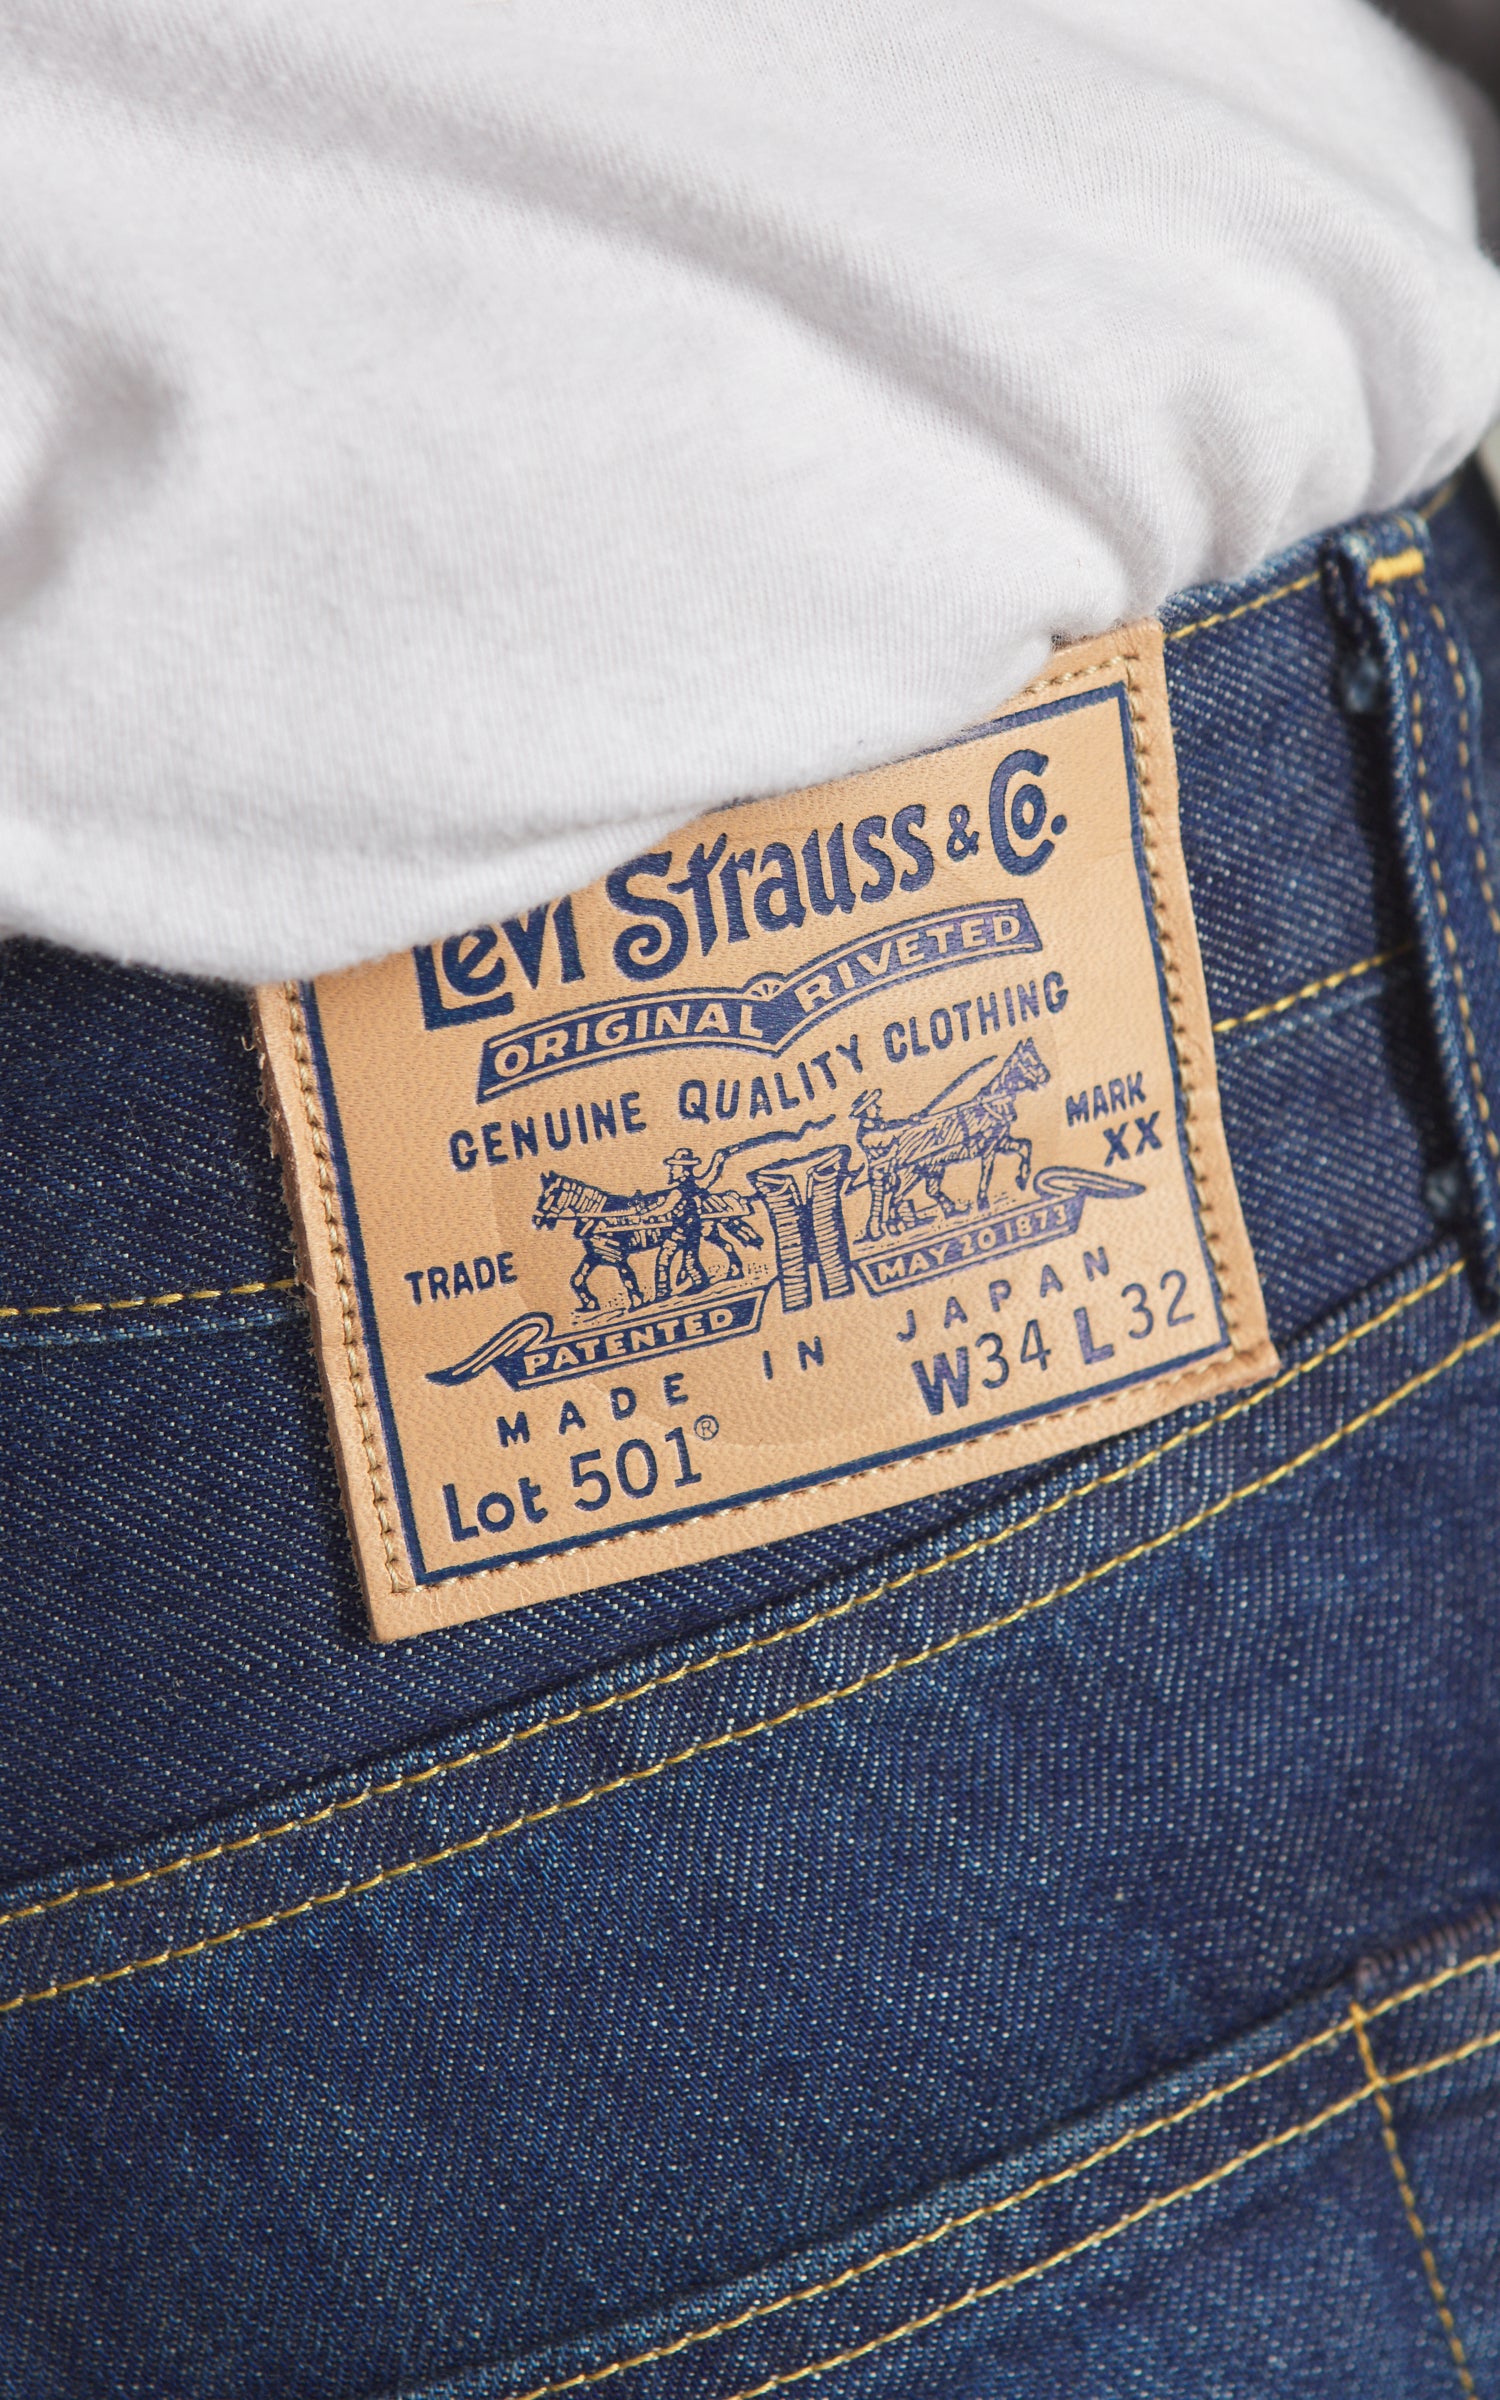 Levi Strauss & Co.
ORIGINAL RIVETED
GENUINE QUALITY CLOTHING
TRADE MARK
XX
PATENTED MAY 20 1873
MADE IN JAPAN
Lot 501® W34 L32